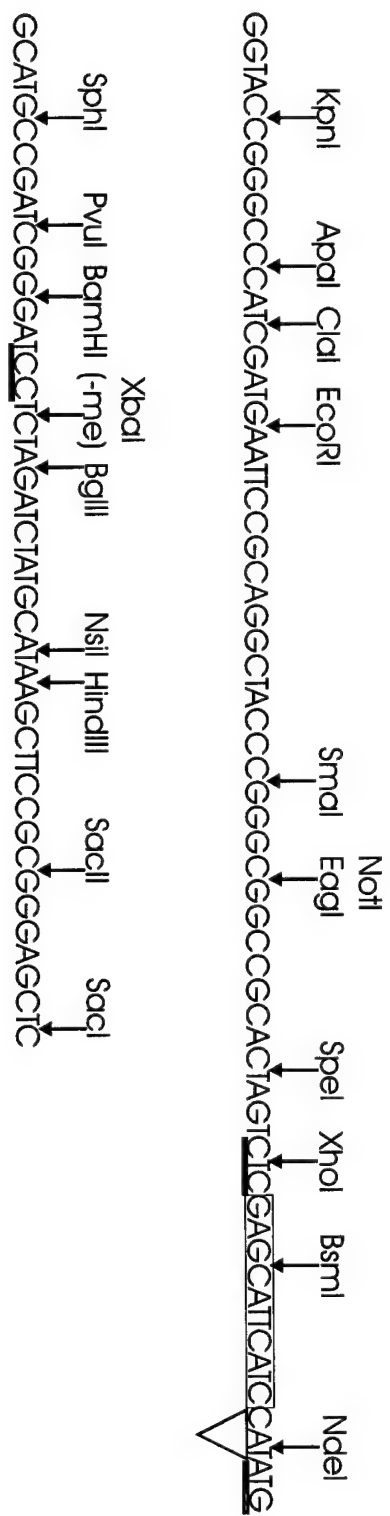 NotI
KpnI ApaI ClaI EcoRI SmaI EagI SpeI XhoI BsmI NdeI
GGTACCGGGCCCATCGATGAATTCCGCAGGCTACCCGGGCGGCCGCACTAGTCTCGAGCATTCATCCATATG
XbaI
SphI PvuI BamHI (-me) BglII NsiI HindIII SacII SacI
GCATGCCGATCGGGATCCTCTAGATCTATGCATAAGCTTCCGCGGGAGCTC